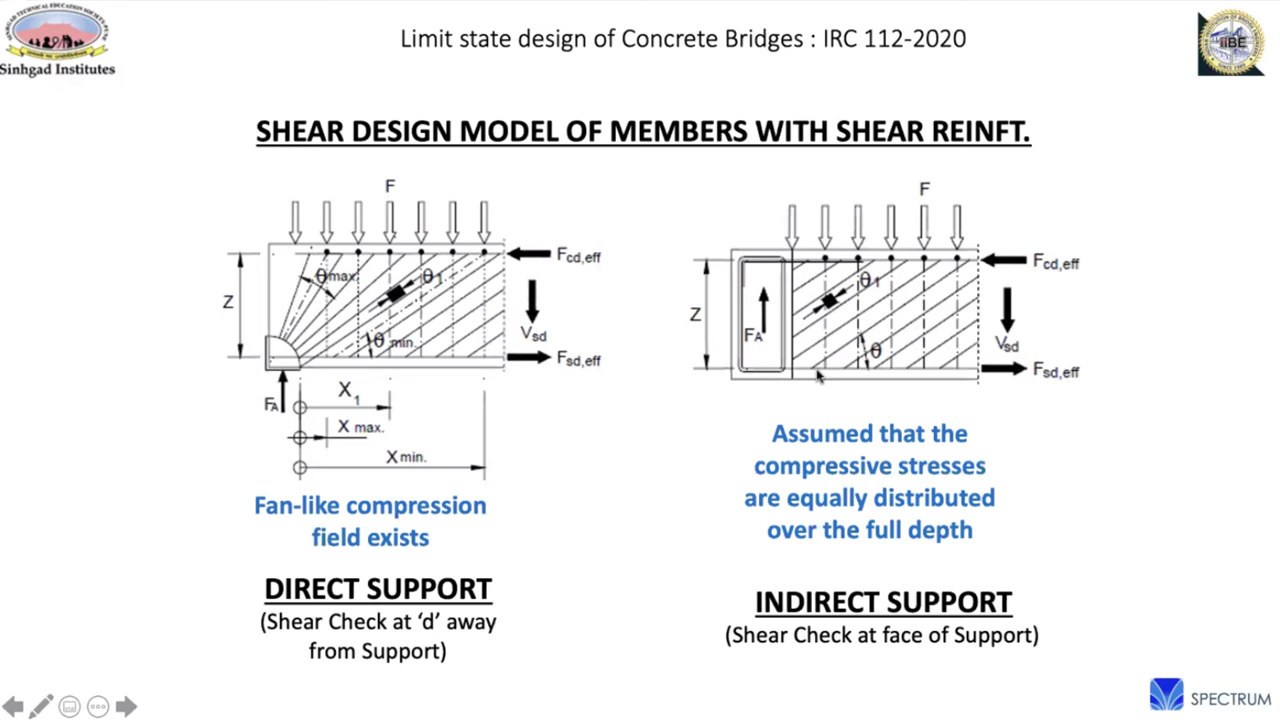 Limit state design of Concrete Bridges : IRC 112-2020
Sinhgad Institutes
iiBE
SHEAR DESIGN MODEL OF MEMBERS WITH SHEAR REINFT.
F
Fcd,eff
θmax.
θ1
Z
θ min.
Vsd
Fsd,eff
FA
X1
X max.
X min.
Fan-like compression
field exists
DIRECT SUPPORT
(Shear Check at ‘d’ away
from Support)
F
Fcd,eff
θ1
Z
FA
θ
Vsd
Fsd,eff
Assumed that the
compressive stresses
are equally distributed
over the full depth
INDIRECT SUPPORT
(Shear Check at face of Support)
SPECTRUM